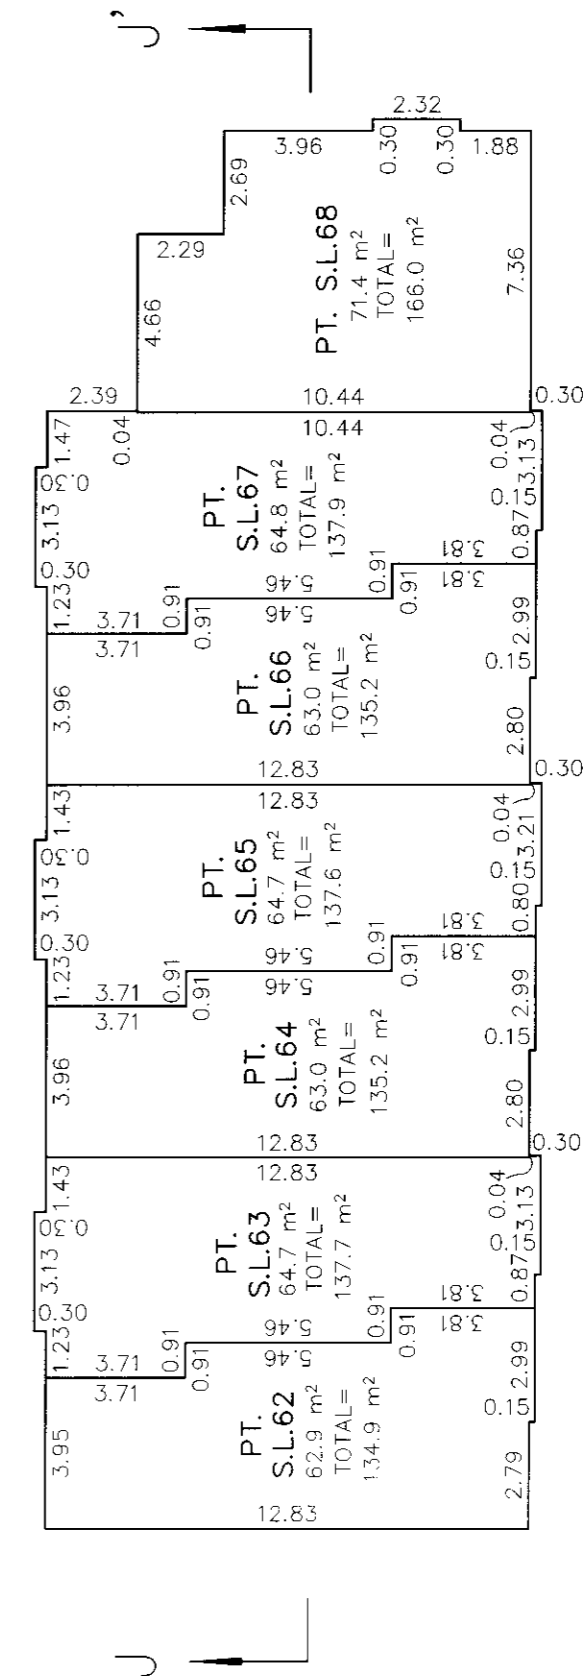 J'
2.32
3.96
0.30
0.30
1.88
2.69
2.29
PT. S.L.68
71.4 m²
TOTAL=
166.0 m²
4.66
7.36
2.39
10.44
0.30
1.47
0.04
10.44
0.04
0.30
3.13
0.30
1.23
PT.
S.L.67
64.8 m²
TOTAL=
137.9 m²
3.13
0.15
0.87
3.71
0.91
5.46
0.91
3.81
3.71
0.91
5.46
0.91
3.81
3.96
PT.
S.L.66
63.0 m²
TOTAL=
135.2 m²
2.99
0.15
2.80
12.83
0.30
1.43
12.83
0.04
0.30
3.13
0.30
1.23
PT.
S.L.65
64.7 m²
TOTAL=
137.6 m²
3.21
0.15
0.80
3.71
0.91
5.46
0.91
3.81
3.71
0.91
5.46
0.91
3.81
3.96
PT.
S.L.64
63.0 m²
TOTAL=
135.2 m²
2.99
0.15
2.80
12.83
0.30
1.43
12.83
0.04
0.30
3.13
0.30
1.23
PT.
S.L.63
64.7 m²
TOTAL=
137.7 m²
3.13
0.15
0.87
3.71
0.91
5.46
0.91
3.81
3.71
0.91
5.46
0.91
3.81
3.95
PT.
S.L.62
62.9 m²
TOTAL=
134.9 m²
2.99
0.15
2.79
12.83
J